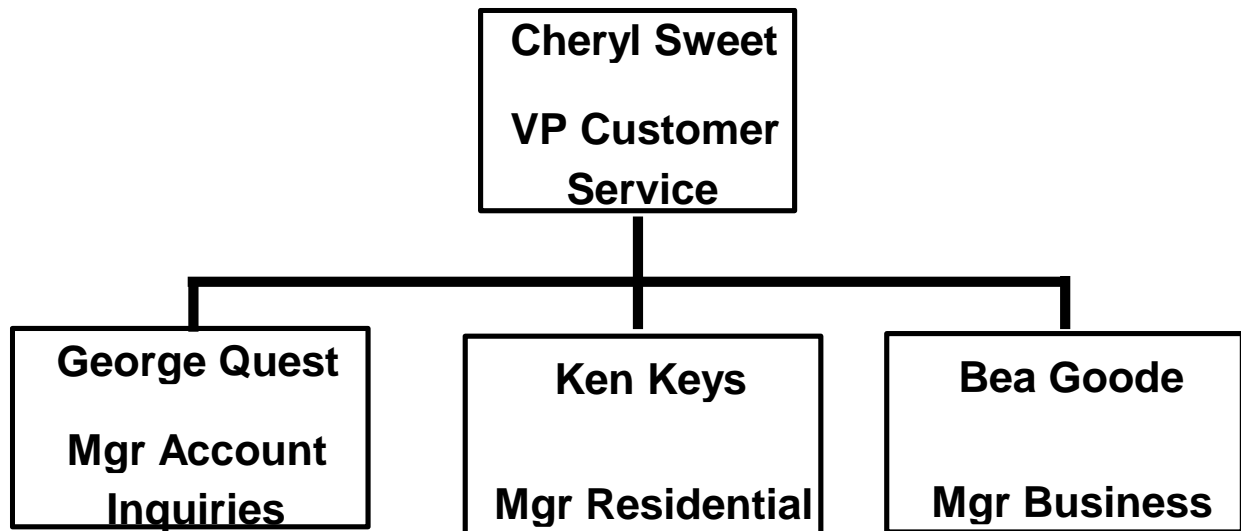 Cheryl Sweet
VP Customer
Service
George Quest
Mgr Account
Inquiries
Ken Keys
Mgr Residential
Bea Goode
Mgr Business